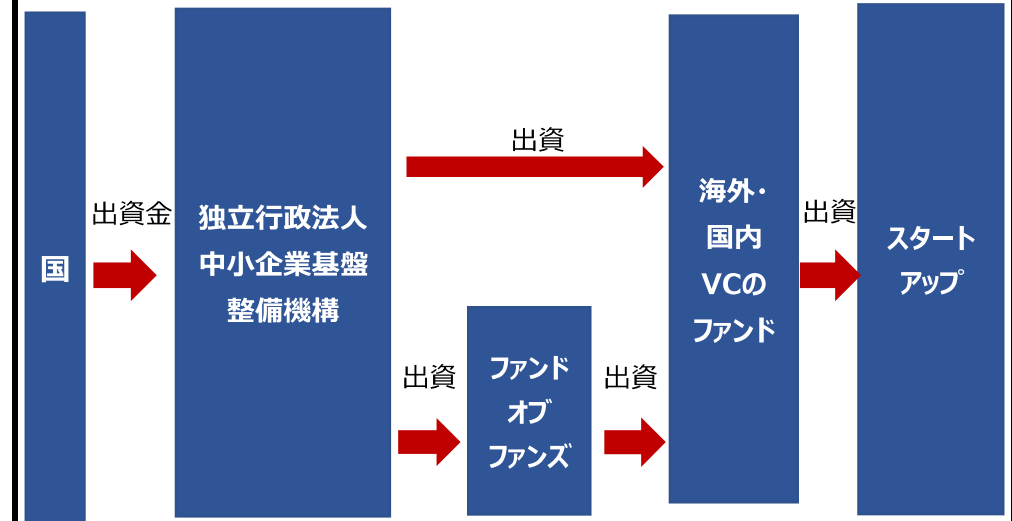 国
出資金
独立行政法人
中小企業基盤
整備機構
出資
出資
ファンド
オブ
ファンズ
出資
海外・
国内
VCの
ファンド
出資
スタート
アップ